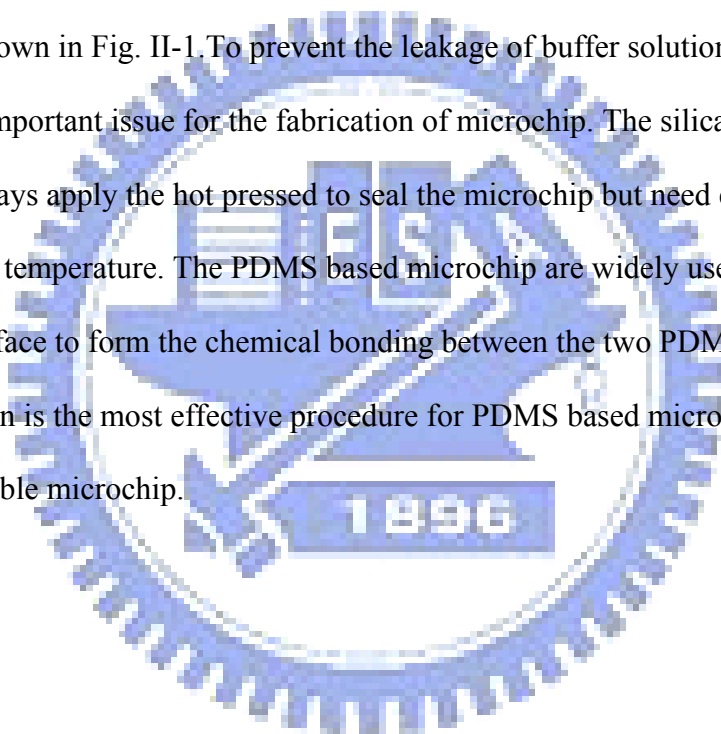 own in Fig. II-1.To prevent the leakage of buffer solution
mportant issue for the fabrication of microchip. The silica
ays apply the hot pressed to seal the microchip but need
temperature. The PDMS based microchip are widely use
face to form the chemical bonding between the two PDM
n is the most effective procedure for PDMS based micro
ble microchip.
ESA
1896